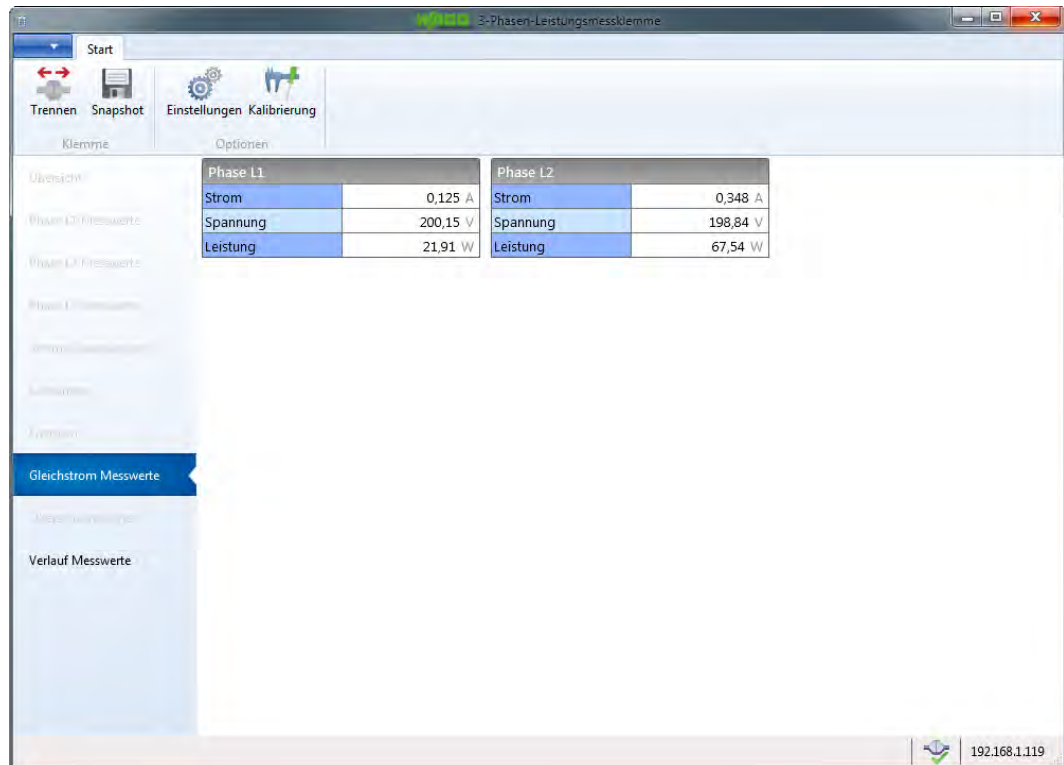 WAGO 3-Phasen-Leistungsmessklemme
Start
Trennen Snapshot Einstellungen Kalibrierung
Klemme Optionen
Übersicht
Phase L1 Phase L2
Strom 0,125 A Strom 0,348 A
Spannung 200,15 V Spannung 198,84 V
Leistung 21,91 W Leistung 67,54 W
Gleichstrom Messwerte
Verlauf Messwerte
192.168.1.119